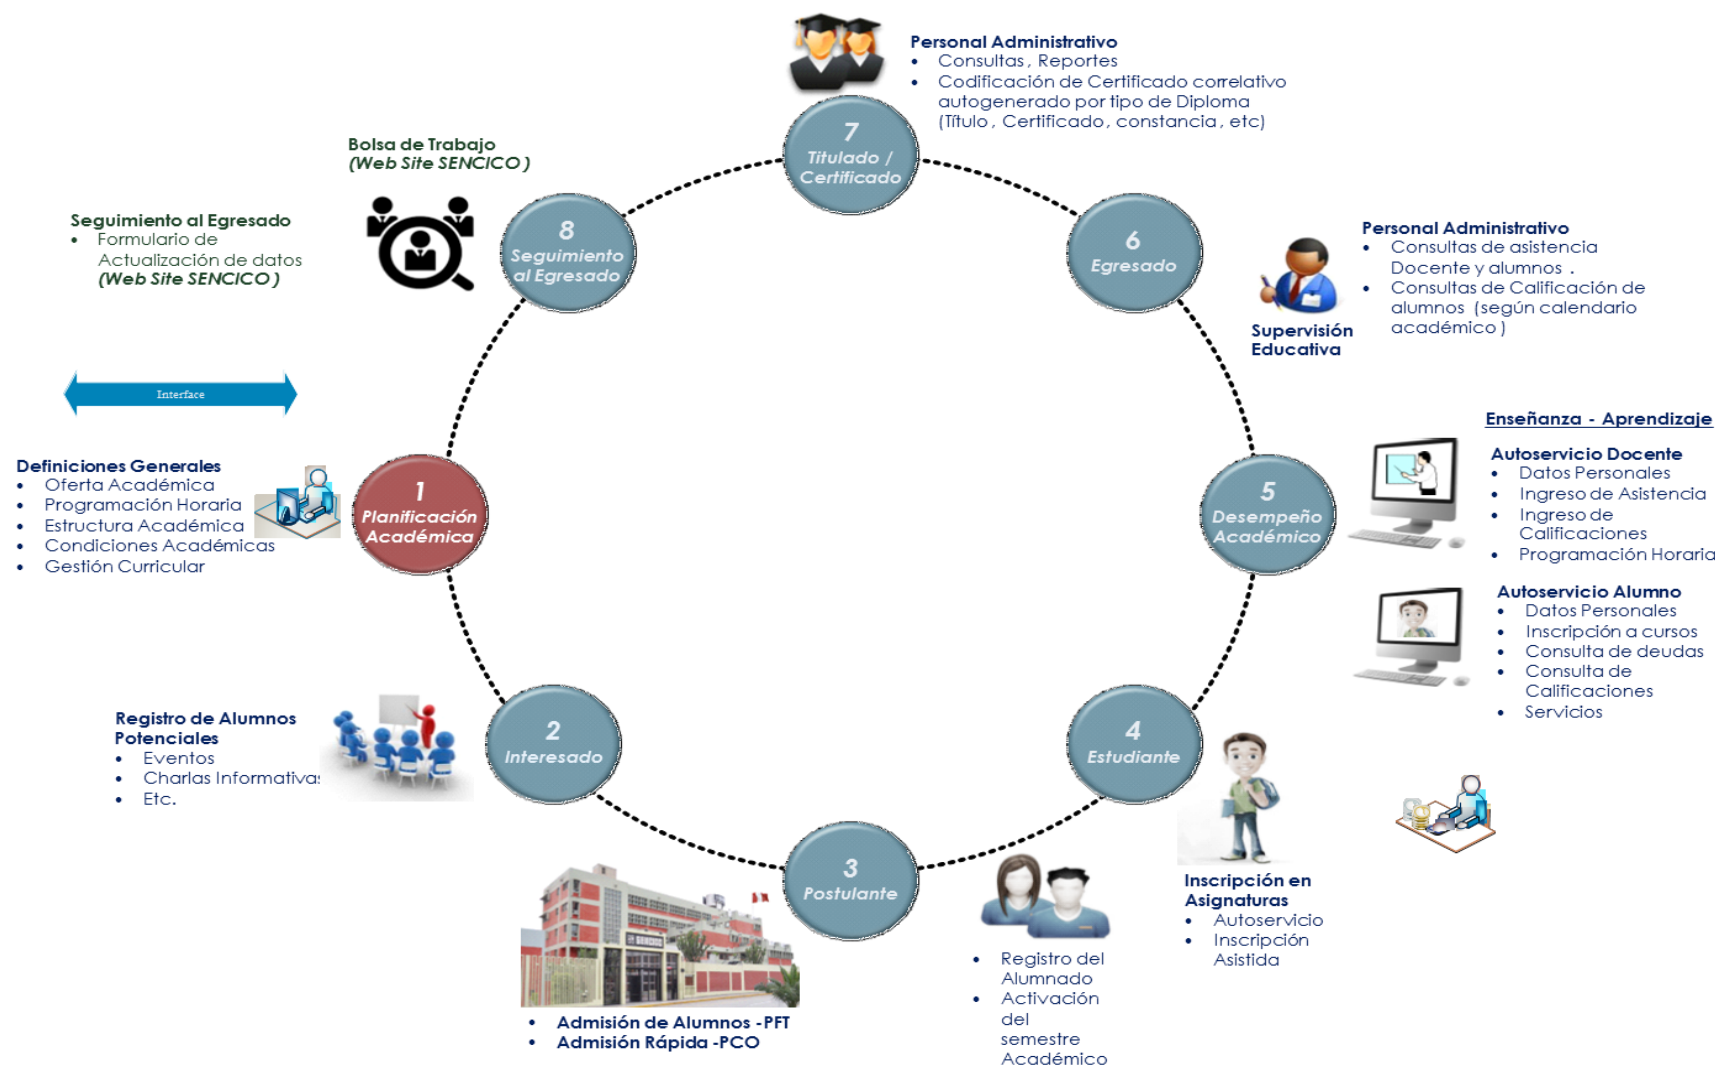 Personal Administrativo
• Consultas, Reportes
• Codificación de Certificado correlativo
autogenerado por tipo de Diploma
(Título, Certificado, constancia, etc)
7
Titulado /
Certificado
Bolsa de Trabajo
(Web Site SENCICO)
8
Seguimiento
al Egresado
Seguimiento al Egresado
• Formulario de
Actualización de datos
(Web Site SENCICO)
6
Egresado
Personal Administrativo
• Consultas de asistencia
Docente y alumnos .
• Consultas de Calificación de
alumnos (según calendario
académico)
Supervisión
Educativa
Interface
Definiciones Generales
• Oferta Académica
• Programación Horaria
• Estructura Académica
• Condiciones Académicas
• Gestión Curricular
1
Planificación
Académica
5
Desempeño
Académico
Enseñanza - Aprendizaje
Autoservicio Docente
• Datos Personales
• Ingreso de Asistencia
• Ingreso de
Calificaciones
• Programación Horaria
Autoservicio Alumno
• Datos Personales
• Inscripción a cursos
• Consulta de deudas
• Consulta de
Calificaciones
• Servicios
Registro de Alumnos
Potenciales
• Eventos
• Charlas Informativas
• Etc.
2
Interesado
4
Estudiante
3
Postulante
SENCICO
• Admisión de Alumnos -PFT
• Admisión Rápida -PCO
• Registro del
Alumnado
• Activación
del
semestre
Académico
Inscripción en
Asignaturas
• Autoservicio
• Inscripción
Asistida